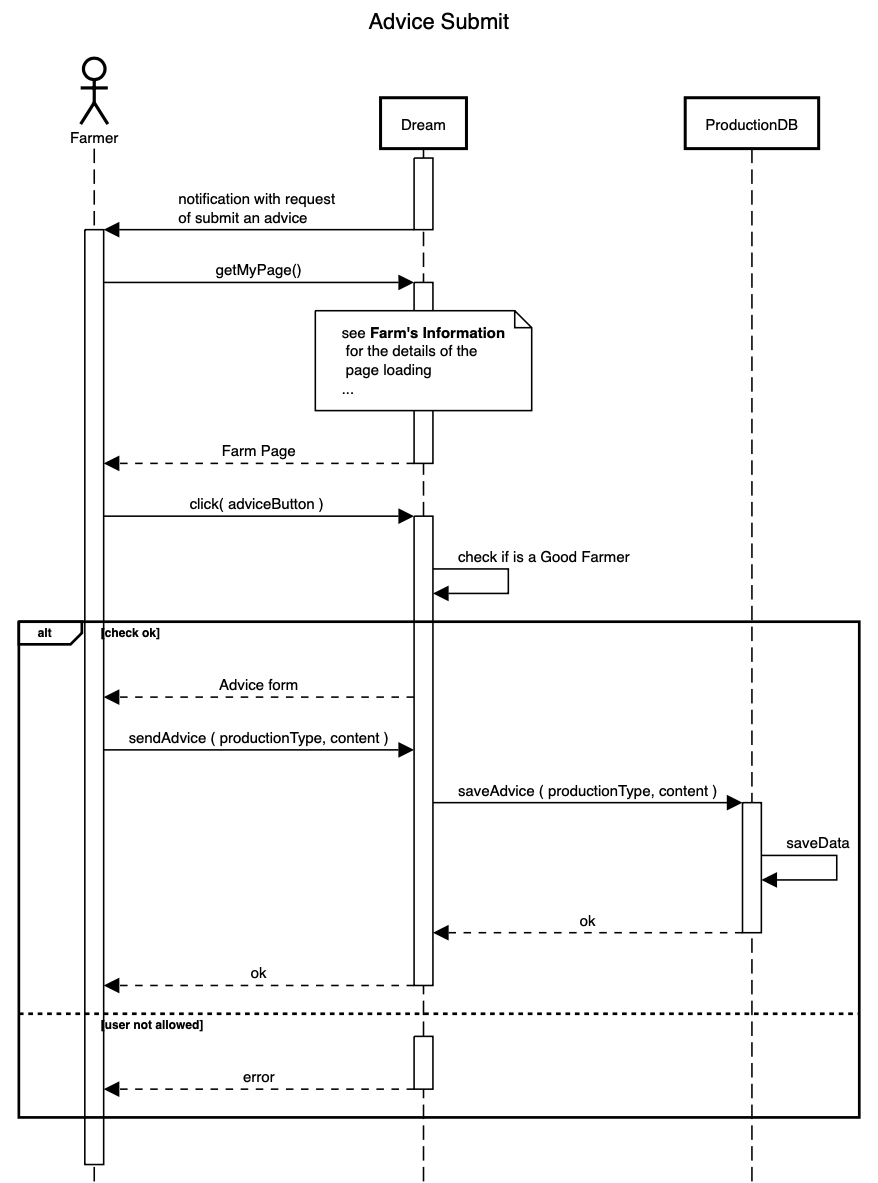 Advice Submit
Farmer
Dream
ProductionDB
notification with request
of submit an advice
getMyPage()
see Farm's Information
for the details of the
page loading
...
Farm Page
click( adviceButton )
check if is a Good Farmer
alt
[check ok]
Advice form
sendAdvice ( productionType, content )
saveAdvice ( productionType, content )
saveData
ok
ok
[user not allowed]
error